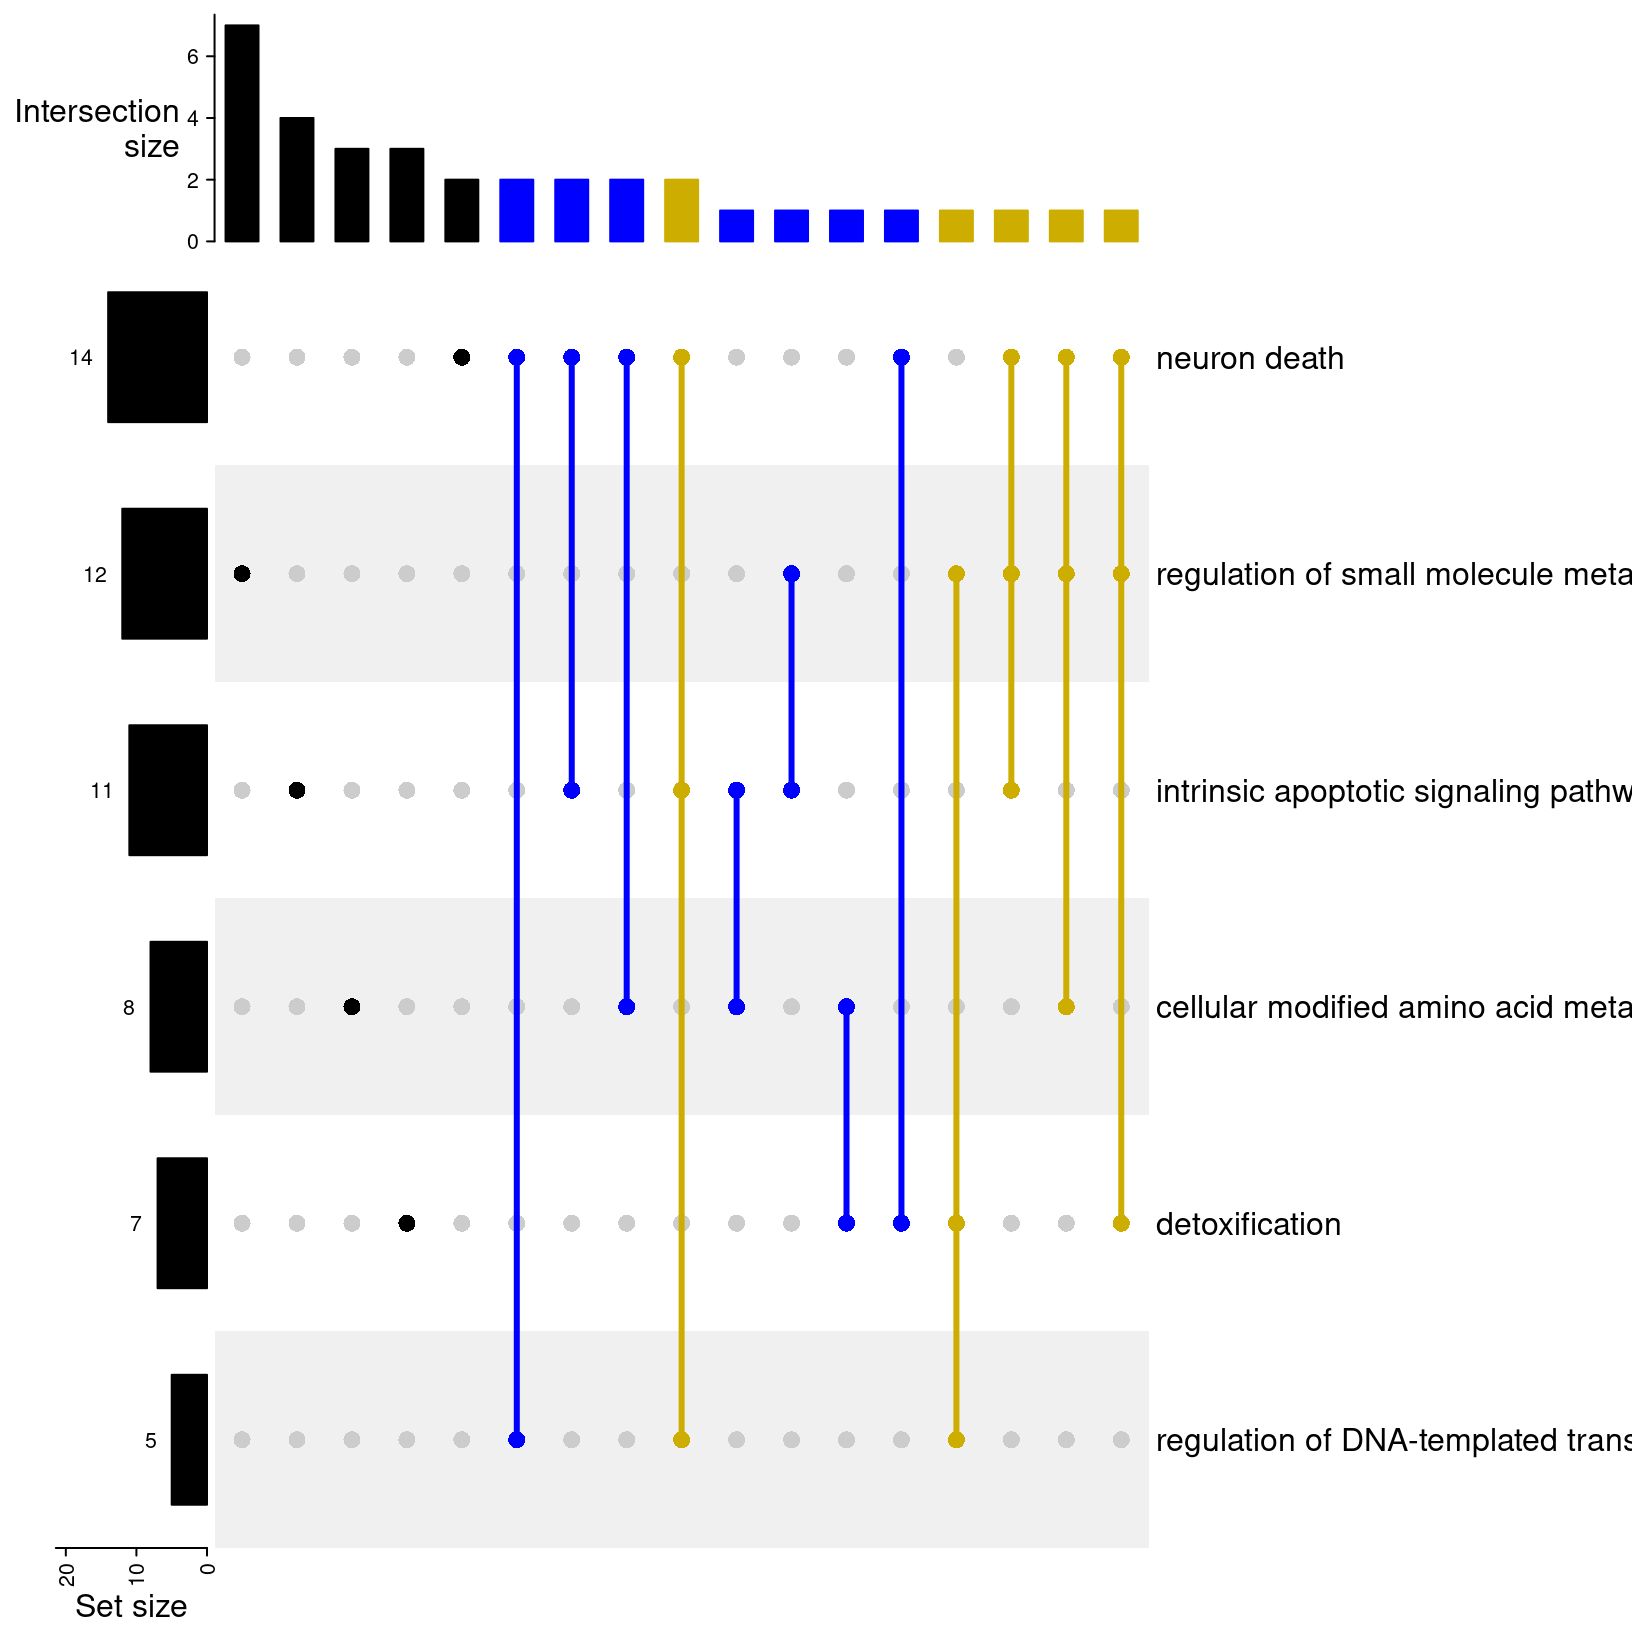 6
Intersection
4
size
2
0
14
neuron death
12
regulation of small molecule meta
11
intrinsic apoptotic signaling pathw
8
cellular modified amino acid meta
7
detoxification
5
regulation of DNA-templated trans
20
10
0
Set size